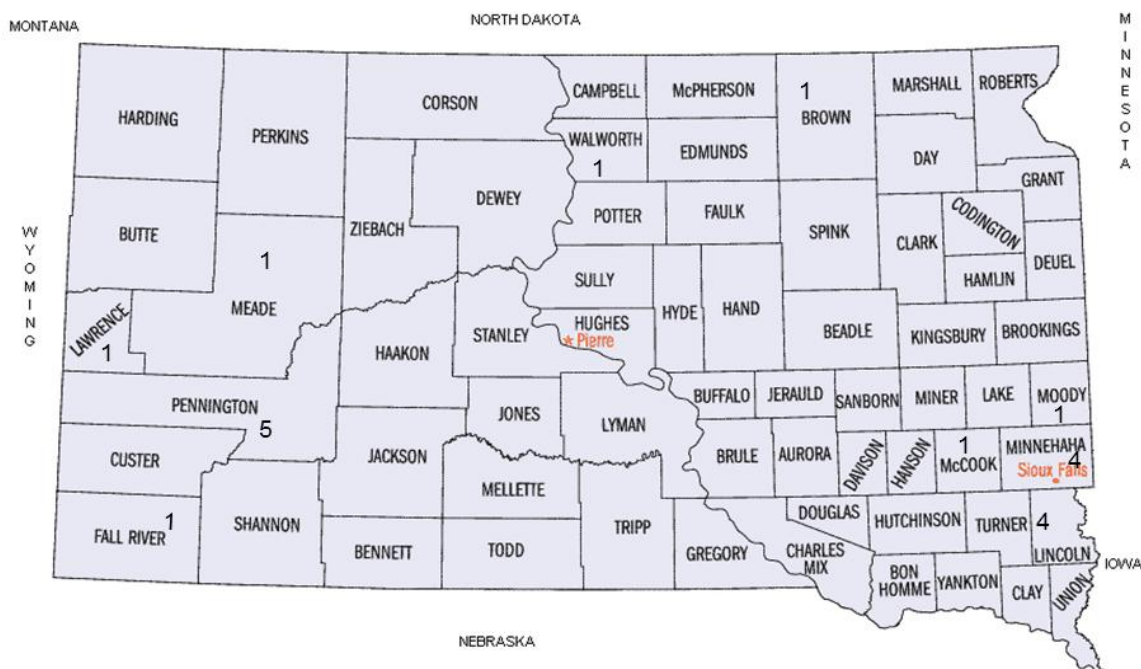 NORTH DAKOTA
MONTANA
MINNESOTA
WYOMING
HARDING
PERKINS
CORSON
CAMPBELL
McPHERSON
1
BROWN
MARSHALL
ROBERTS
WALWORTH
1
EDMUNDS
DAY
GRANT
BUTTE
ZIEBACH
DEWEY
POTTER
FAULK
SPINK
CLARK
CODINGTON
DEUEL
HAMLIN
1
MEADE
SULLY
LAWRENCE
1
HAAKON
STANLEY
HUGHES
* Pierre
HYDE
HAND
BEADLE
KINGSBURY
BROOKINGS
PENNINGTON
5
JONES
LYMAN
BUFFALO
JERAULD
SANBORN
MINER
LAKE
MOODY
1
CUSTER
JACKSON
BRULE
AURORA
DAVISON
HANSON
1
McCOOK
MINNEHAHA
4
Sioux Falls
FALL RIVER
1
SHANNON
MELLETTE
BENNETT
TODD
TRIPP
GREGORY
DOUGLAS
CHARLES
MIX
HUTCHINSON
TURNER
4
LINCOLN
BON
HOMME
YANKTON
CLAY
UNION
IOWA
NEBRASKA